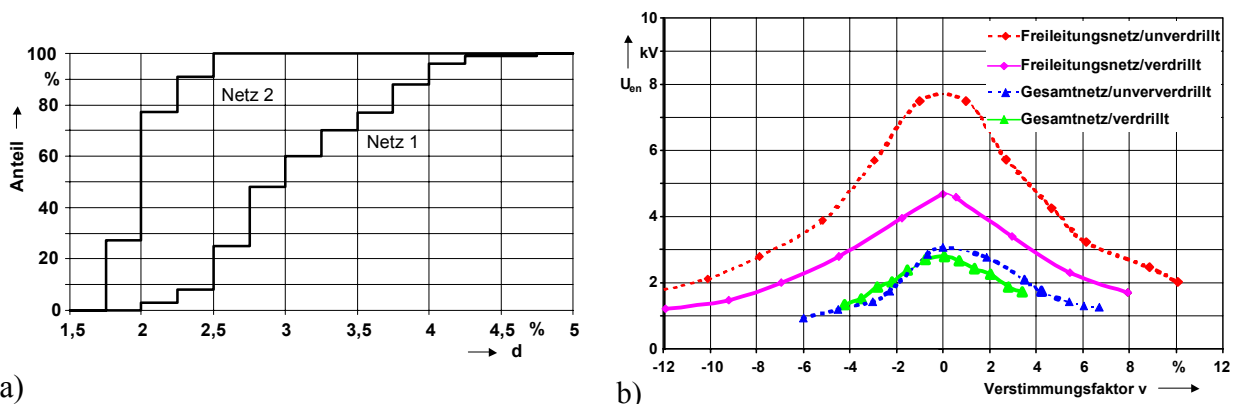 100
%
80
60
40
20
0
Anteil
Netz 2
Netz 1
1,5
2
2,5
3
3,5
4
4,5
%
5
d
a)
10
kV
8
6
4
2
0
U_en
Freileitungsnetz/unverdrillt
Freileitungsnetz/verdrillt
Gesamtnetz/unververdrillt
Gesamtnetz/verdrillt
-12
-10
-8
-6
-4
-2
0
2
4
6
8
%
12
Verstimmungsfaktor v
b)